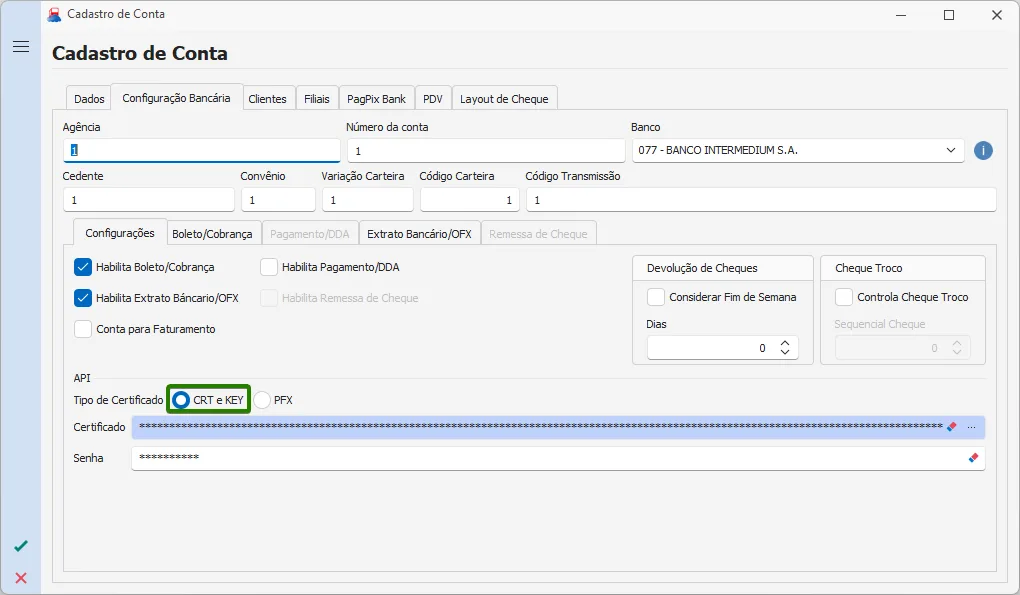 Cadastro de Conta
Cadastro de Conta
Dados Configuração Bancária Clientes Filiais PagPix Bank PDV Layout de Cheque
Agência Número da conta Banco
1 1 077 - BANCO INTERMEDIUM S.A. i
Cedente Convênio Variação Carteira Código Carteira Código Transmissão
1 1 1 1 1
Configurações Boleto/Cobrança Pagamento/DDA Extrato Bancário/OFX Remessa de Cheque
Habilita Boleto/Cobrança Habilita Pagamento/DDA Devolução de Cheques Cheque Troco
Habilita Extrato Báncario/OFX Habilita Remessa de Cheque Considerar Fim de Semana Controla Cheque Troco
Conta para Faturamento Dias Sequencial Cheque
0 0
API
Tipo de Certificado CRT e KEY PFX
Certificado **************************************************************************************************************************************** ...
Senha **********